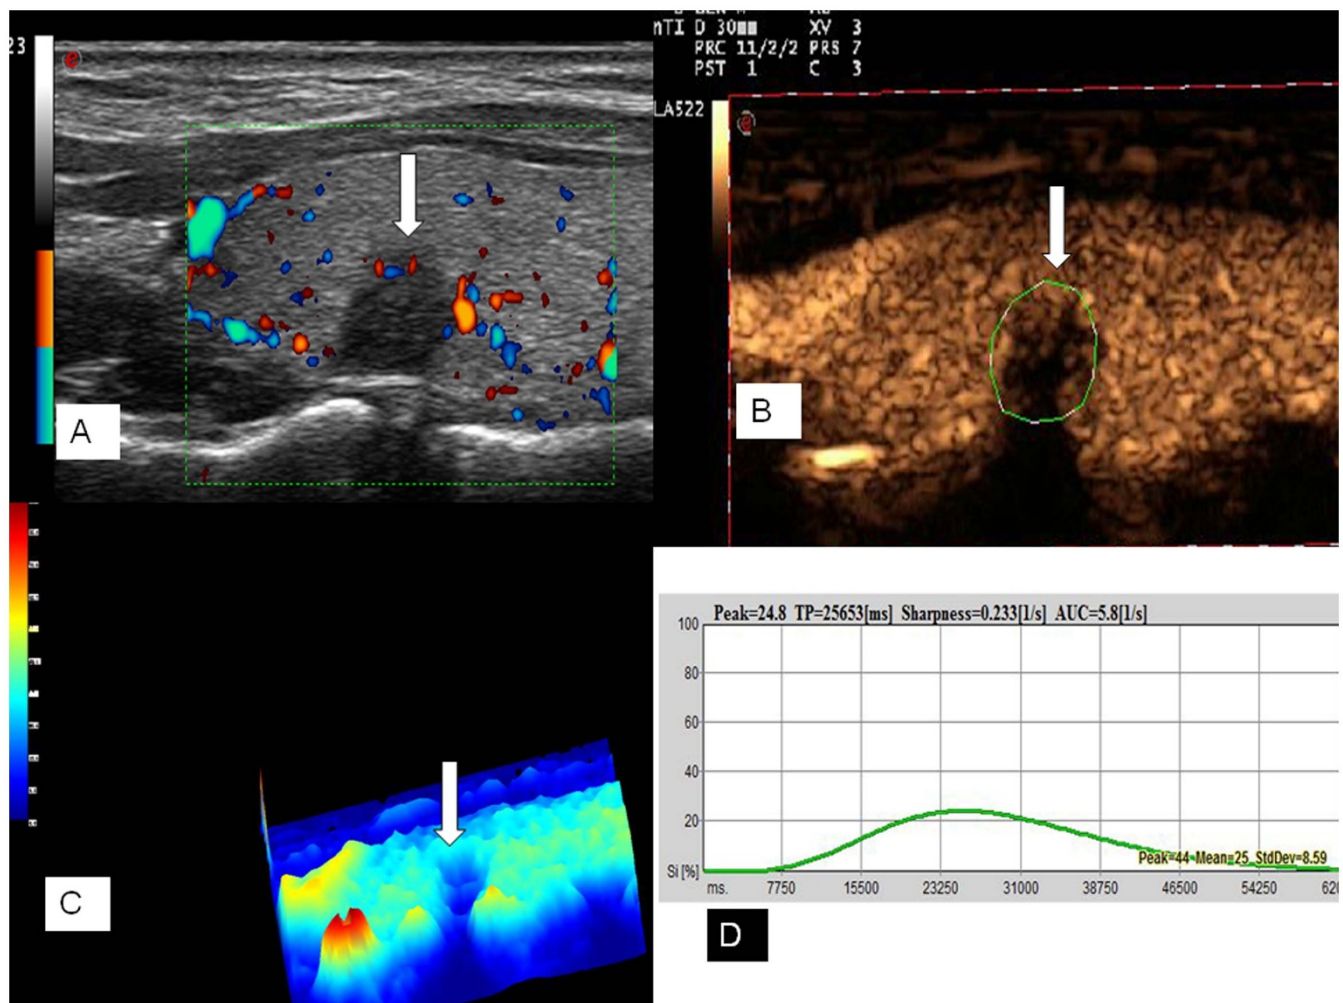 23
nTI D 30mm XV 3
PRC 11/2/2 PRS 7
PST 1 C 3
LA522
e
e
A
B
Peak=24.8 TP=25653[ms] Sharpness=0.233[1/s] AUC=5.8[1/s]
100
80
60
40
20
Si [%]
Peak=44 Mean=25 StdDev=8.59
ms. 7750 15500 23250 31000 38750 46500 54250 620
C
D